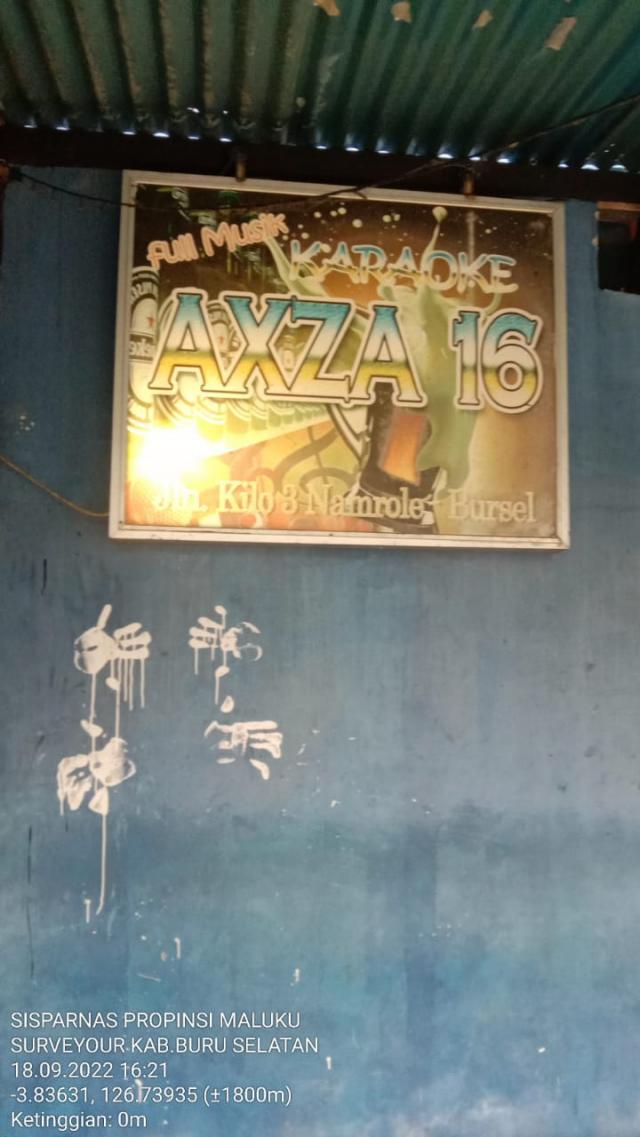 full Musik
KARAOKE
AXZA 16
Jln. Kilo 3 Namrole - Bursel
SISPARNAS PROPINSI MALUKU
SURVEYOUR KAB.BURU SELATAN
18.09.2022 16:21
-3.83631, 126.73935 (±1800m)
Ketinggian: 0m